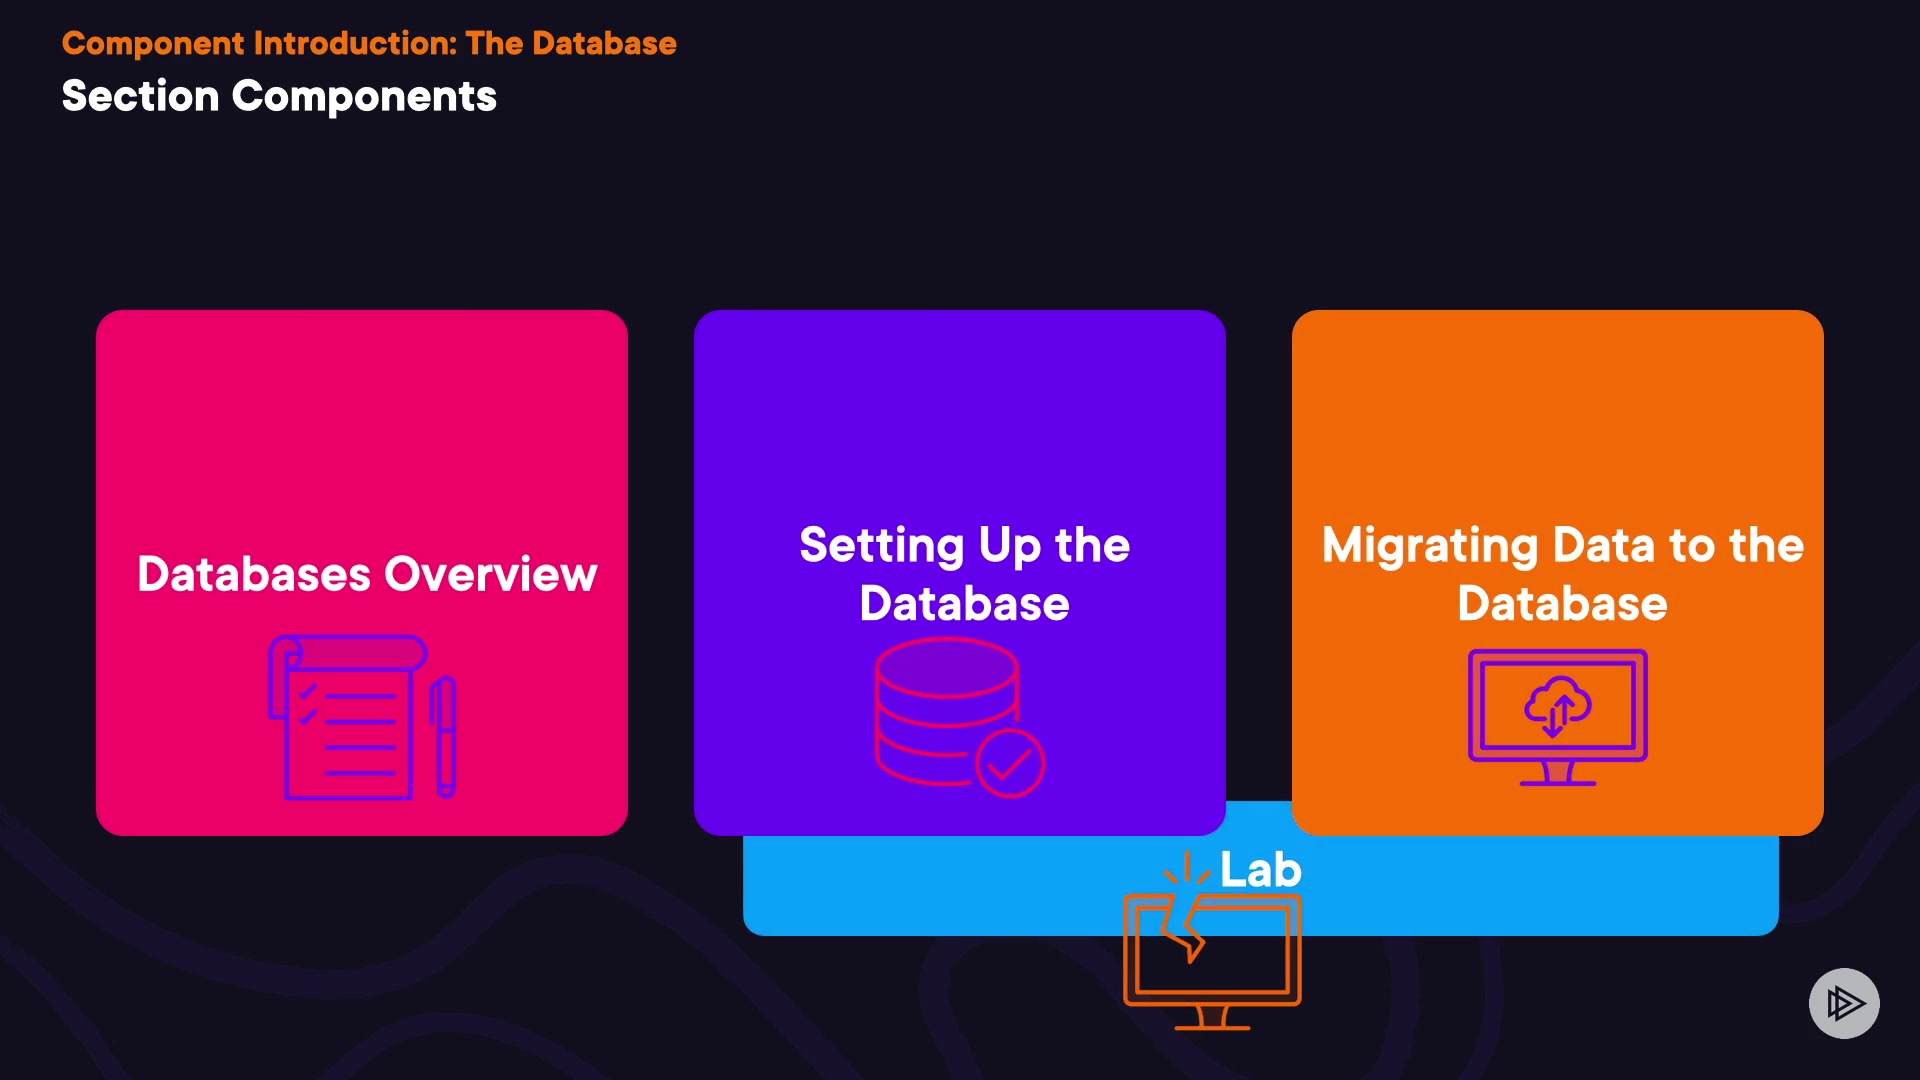 Component Introduction: The Database
Section Components
Databases Overview
Setting Up the
Database
Migrating Data to the
Database
Lab